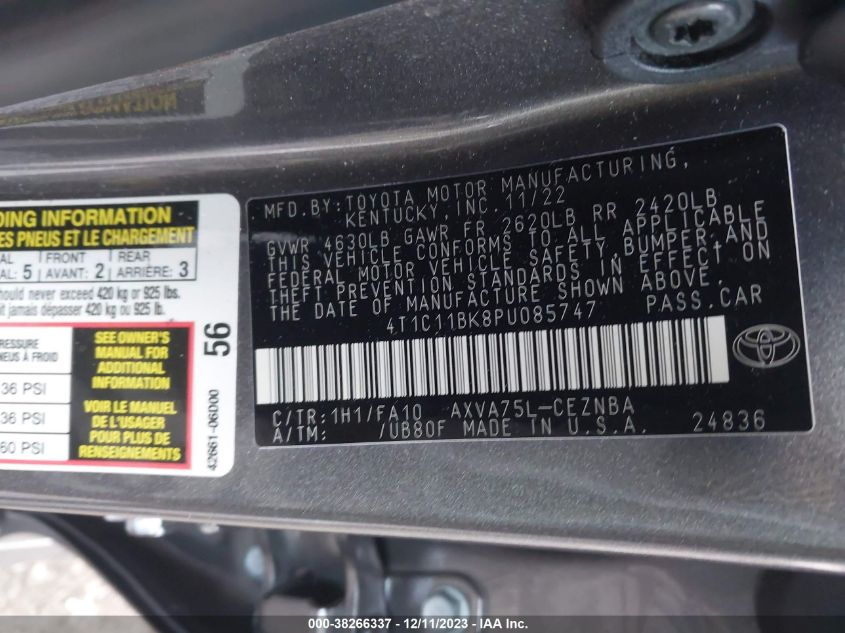 MFD.BY:TOYOTA MOTOR MANUFACTURING,
KENTUCKY, INC. 11/22
GVWR 4630LB GAWR FR 2620LB RR 2420LB
THIS VEHICLE CONFORMS TO ALL APPLICABLE
FEDERAL MOTOR VEHICLE SAFETY, BUMPER, AND
THEFT PREVENTION STANDARDS IN EFFECT ON
THE DATE OF MANUFACTURE SHOWN ABOVE.
4T1C11BK8PU085747 PASS.CAR
C/TR:1H1/FA10 AXVA75L-CEZNBA
A/TM: /UB80F MADE IN U.S.A. 24836
DING INFORMATION
ES PNEUS ET LE CHARGEMENT
AL FRONT REAR
AL: 5 AVANT: 2 ARRIÈRE: 3
hould never exceed 420 kg or 925 lbs.
t jamais dépasser 420 kg ou 925 lb.
RESSURE
NEUS À FROID
36 PSI
36 PSI
60 PSI
SEE OWNER'S
MANUAL FOR
ADDITIONAL
INFORMATION
VOIR LE MANUEL
DE L'USAGER
POUR PLUS DE
RENSEIGNEMENTS
56
42661-06D00
000-38266337 - 12/11/2023 - IAA Inc.